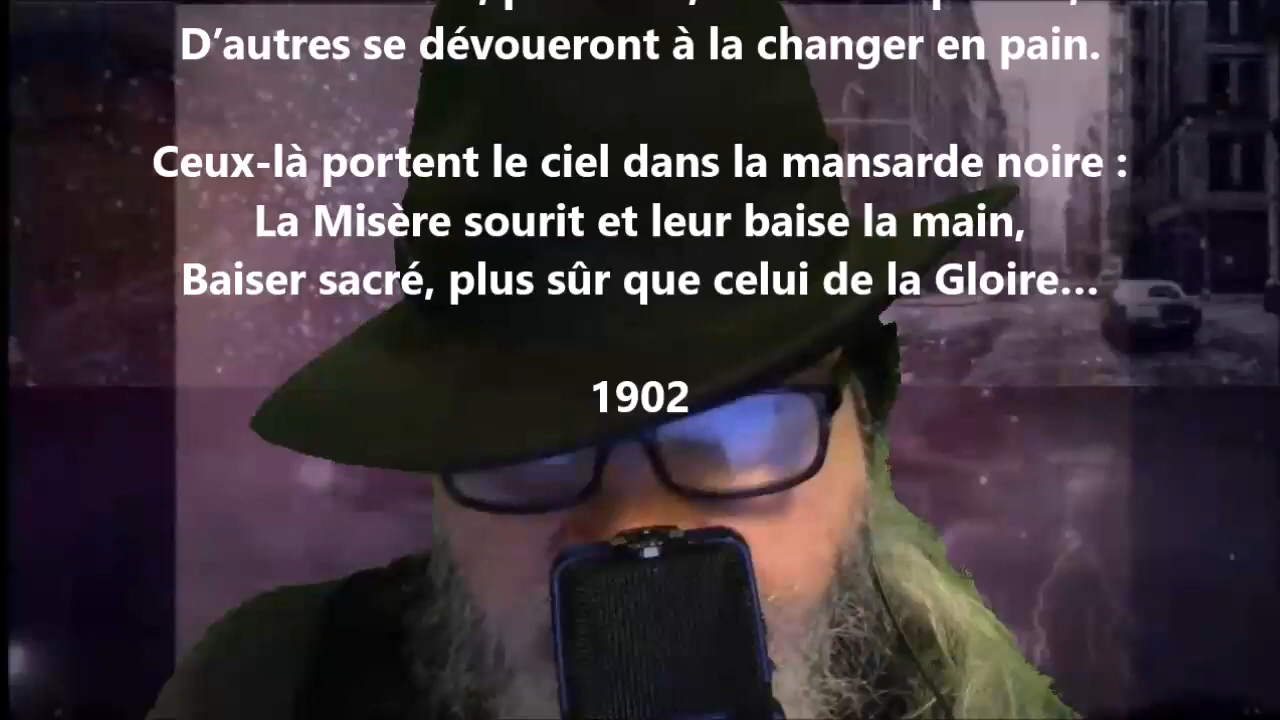 D’autres se dévoueront à la changer en pain.
Ceux-là portent le ciel dans la mansarde noire :
La Misère sourit et leur baise la main,
Baiser sacré, plus sûr que celui de la Gloire…
1902